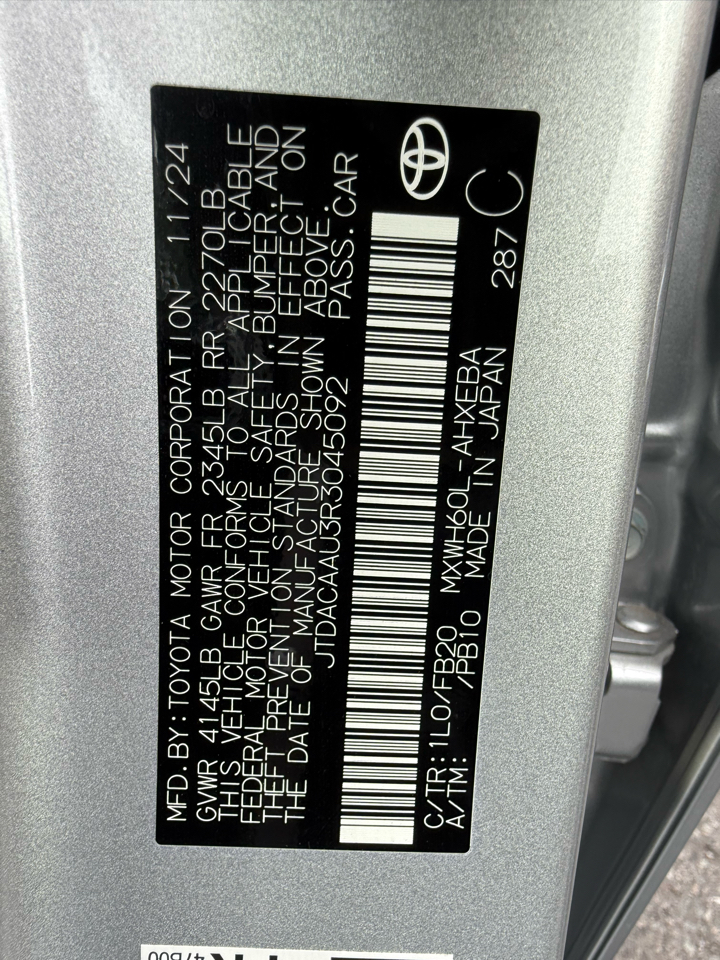 MFD.BY:TOYOTA MOTOR CORPORATION 11/24
GVWR 4145LB GAWR FR 2345LB RR 2270LB
THIS VEHICLE CONFORMS TO ALL APPLICABLE
FEDERAL MOTOR VEHICLE SAFETY,BUMPER,AND
THEFT PREVENTION STANDARDS IN EFFECT ON
THE DATE OF MANUFACTURE SHOWN ABOVE.
JTDACAAU3R3045092 PASS.CAR
C/TR:1L0/FB20 MXWH60L-AHXEBA 287 C
A/TM: /PB10 MADE IN JAPAN
47B00